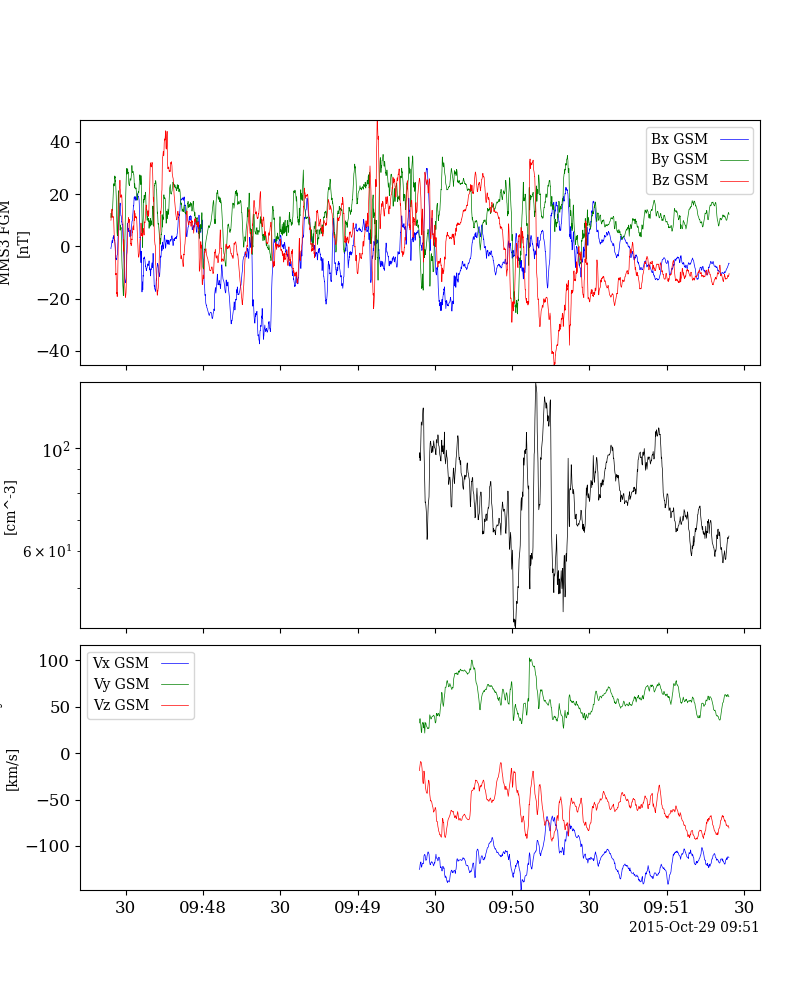 40
20
0
−20
−40
MMS3 FGM
[nT]
Bx GSM
By GSM
Bz GSM
10²
6 × 10¹
[cm^-3]
100
50
0
−50
−100
[km/s]
Vx GSM
Vy GSM
Vz GSM
30 09:48 30 09:49 30 09:50 30 09:51 30
2015-Oct-29 09:51